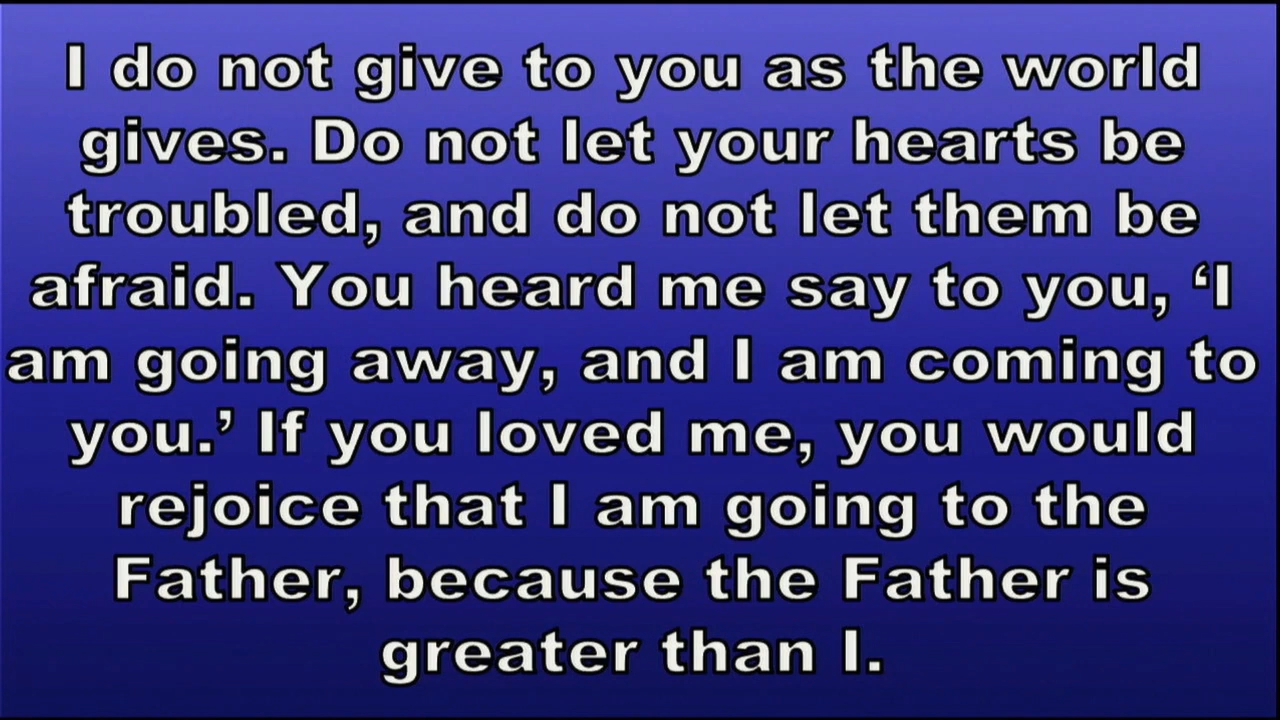 I do not give to you as the world
gives. Do not let your hearts be
troubled, and do not let them be
afraid. You heard me say to you, ‘I
am going away, and I am coming to
you.’ If you loved me, you would
rejoice that I am going to the
Father, because the Father is
greater than I.